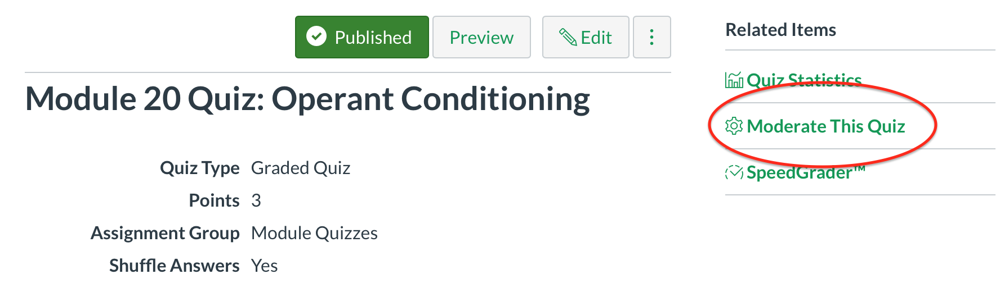 Published Preview Edit
Module 20 Quiz: Operant Conditioning
Quiz Type Graded Quiz
Points 3
Assignment Group Module Quizzes
Shuffle Answers Yes
Related Items
Quiz Statistics
Moderate This Quiz
SpeedGrader™